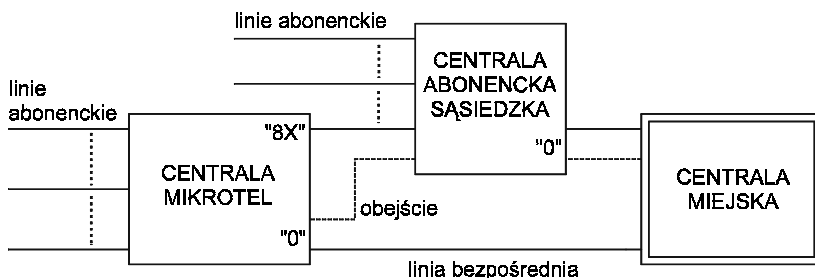 linie abonenckie
CENTRALA
ABONENCKA
SĄSIEDZKA
"0"
linie
abonenckie
"8X"
CENTRALA
MIKROTEL
"0"
obejście
CENTRALA
MIEJSKA
linia bezpośrednia